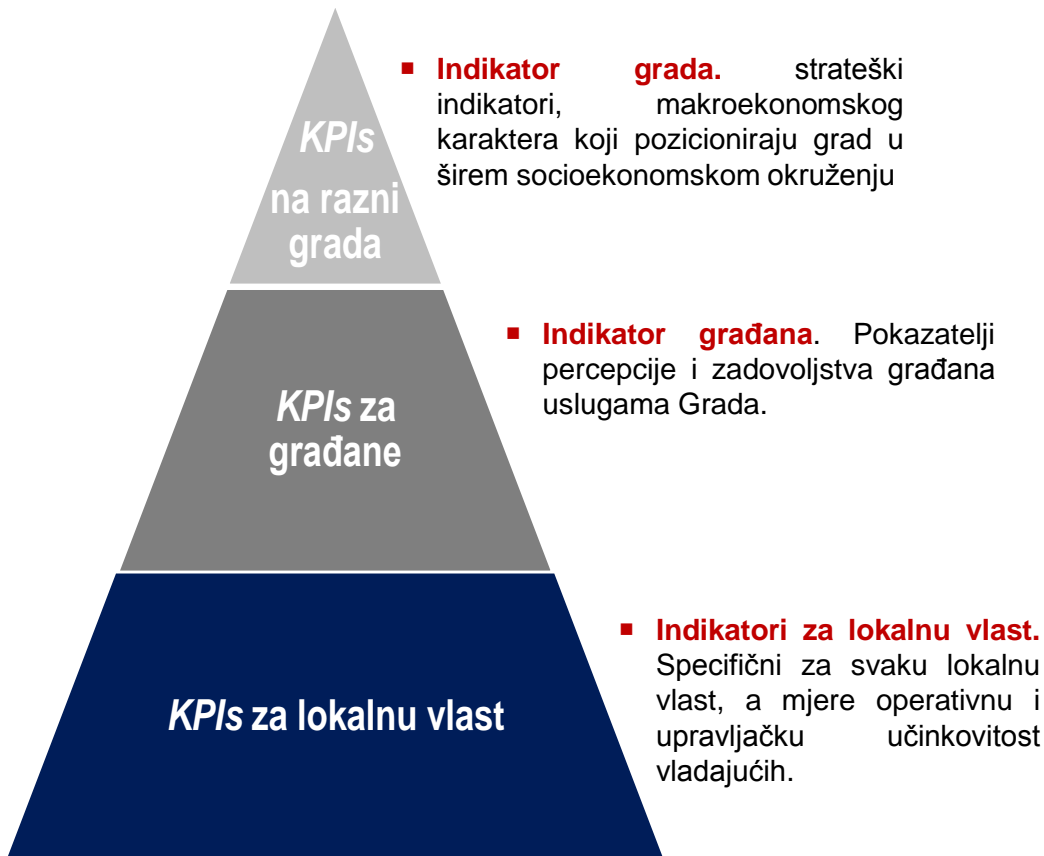 KPIs
na razni
grada
▪ Indikator grada. strateški
indikatori, makroekonomskog
karaktera koji pozicioniraju grad u
širem socioekonomskom okruženju
KPIs za
građane
▪ Indikator građana. Pokazatelji
percepcije i zadovoljstva građana
uslugama Grada.
KPIs za lokalnu vlast
▪ Indikatori za lokalnu vlast.
Specifični za svaku lokalnu
vlast, a mjere operativnu i
upravljačku učinkovitost
vladajućih.